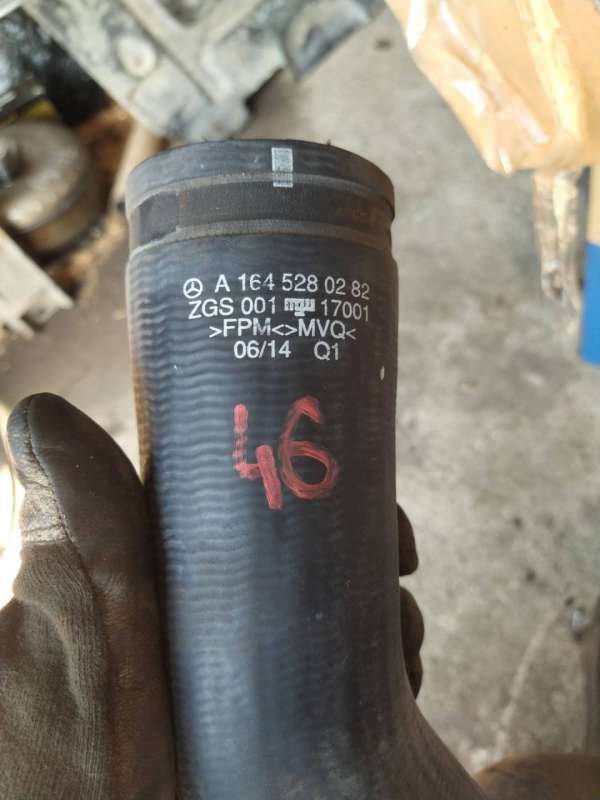 A 164 528 02 82
ZGS 001 17001
>FPM<>MVQ<
06/14 Q1
46